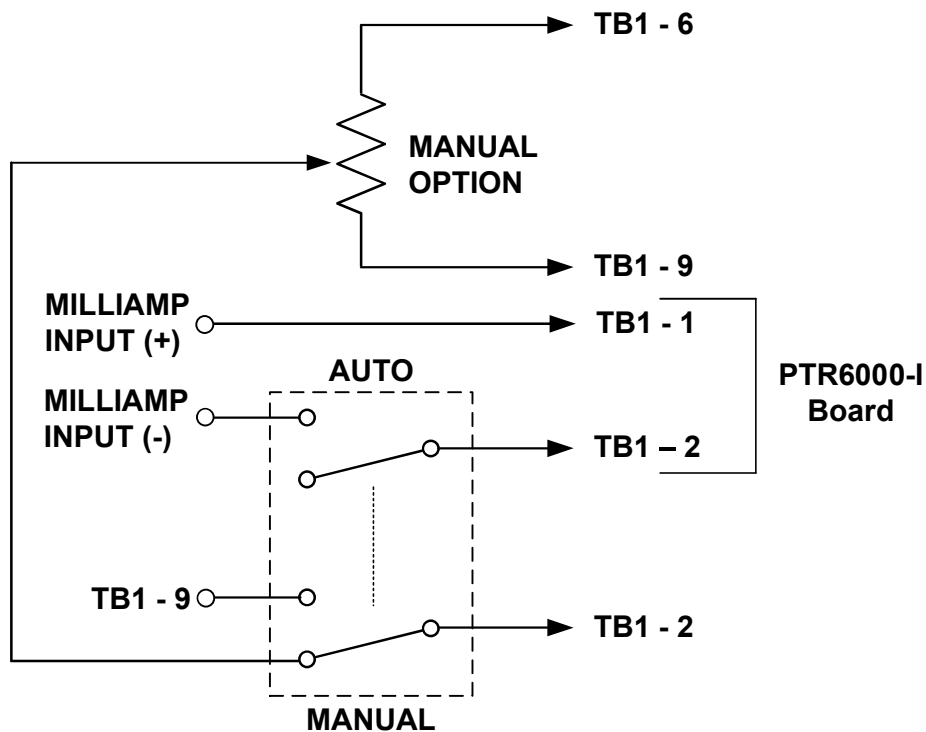 TB1 - 6
MANUAL
OPTION
TB1 - 9
MILLIAMP
INPUT (+)
TB1 - 1
AUTO
PTR6000-I
Board
MILLIAMP
INPUT (-)
TB1 – 2
TB1 - 9
TB1 - 2
MANUAL